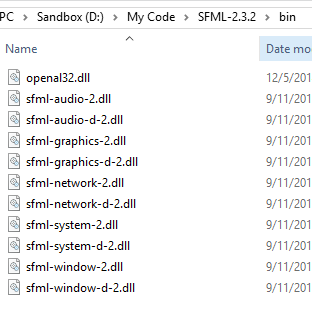 PC > Sandbox (D:) > My Code > SFML-2.3.2 > bin
Name Date mo
openal32.dll 12/5/201
sfml-audio-2.dll 9/11/201
sfml-audio-d-2.dll 9/11/201
sfml-graphics-2.dll 9/11/201
sfml-graphics-d-2.dll 9/11/201
sfml-network-2.dll 9/11/201
sfml-network-d-2.dll 9/11/201
sfml-system-2.dll 9/11/201
sfml-system-d-2.dll 9/11/201
sfml-window-2.dll 9/11/201
sfml-window-d-2.dll 9/11/201